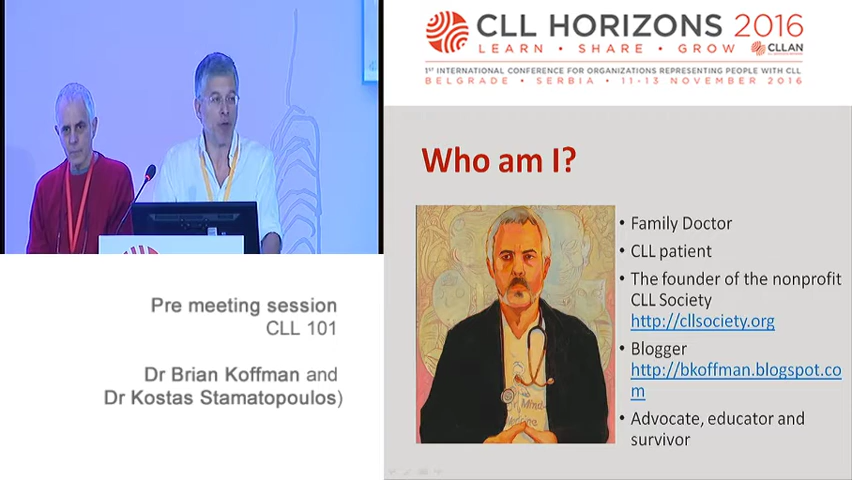 CLL HORIZONS 2016
LEARN • SHARE • GROW
CLLAN
1ST INTERNATIONAL CONFERENCE FOR ORGANIZATIONS REPRESENTING PEOPLE WITH CLL
BELGRADE • SERBIA • 11-13 NOVEMBER 2016
Who am I?
• Family Doctor
• CLL patient
• The founder of the nonprofit
CLL Society
http://cllsociety.org
• Blogger
http://bkoffman.blogspot.co
m
• Advocate, educator and
survivor
Pre meeting session
CLL 101
Dr Brian Koffman and
Dr Kostas Stamatopoulos)